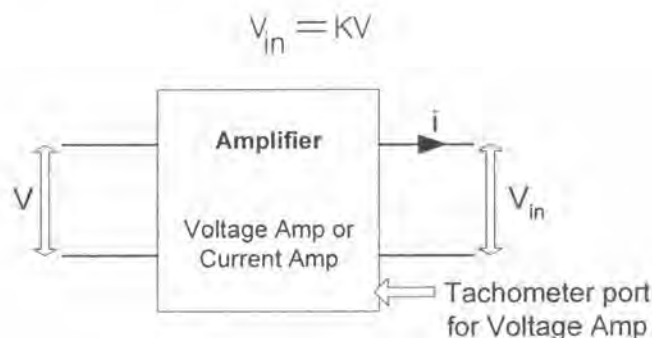 V_in = KV
Amplifier
i
V
V_in
Voltage Amp or
Current Amp
Tachometer port
for Voltage Amp